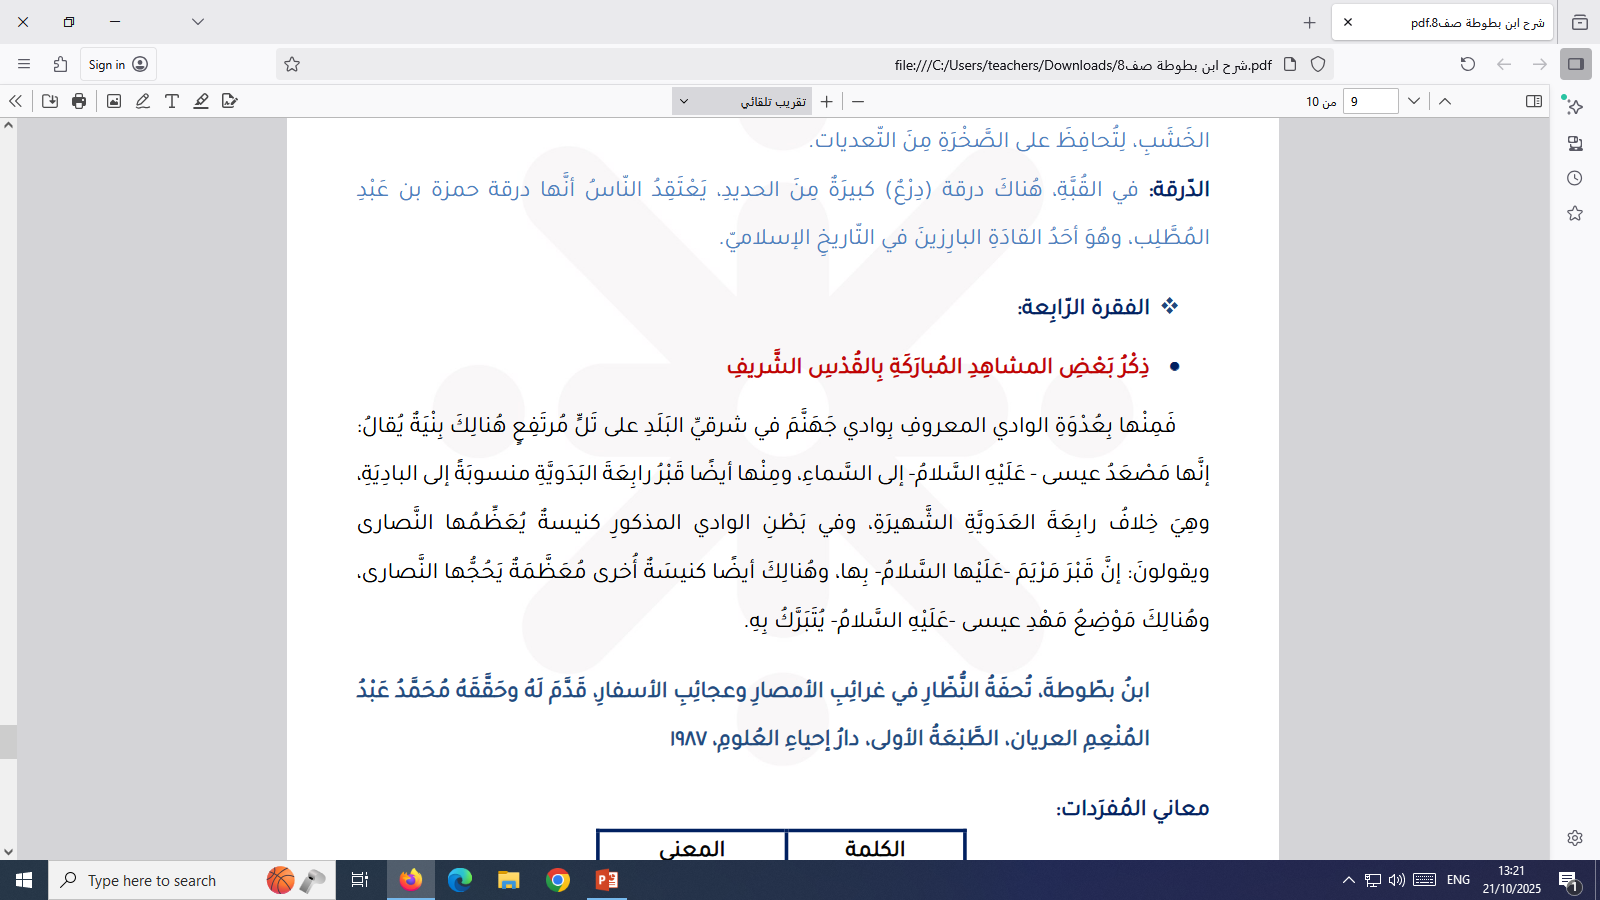 شرح ابن بطوطة صف8.pdf
Sign in
file:///C:/Users/teachers/Downloads/شرح ابن بطوطة صف8.pdf
تقريب تلقائي
9 من 10
الخَشَبِ، لِتُحافِظَ على الصَّخْرَةِ مِنَ التّعديات.
الدّرقة: في القُبَّةِ، هُناكَ درقة (دِرْعٌ) كبيرَةٌ مِنَ الحديدِ، يَعْتَقِدُ النّاسُ أنَّها درقة حمزة بن عَبْدِ
المُطَّلِب، وهُوَ أحَدُ القادَةِ البارِزينَ في التّاريخِ الإسلاميّ.
❖ الفقرة الرّابِعة:
• ذِكْرُ بَعْضِ المشاهِدِ المُبارَكَةِ بِالقُدْسِ الشَّريفِ
فَمِنْها بِعُدْوَةِ الوادي المعروفِ بِوادي جَهَنَّمَ في شرقيِّ البَلَدِ على تَلٍّ مُرتَفِعٍ هُنالِكَ بِنْيَةٌ يُقالُ:
إنَّها مَصْعَدُ عيسى - عَلَيْهِ السَّلامُ- إلى السَّماءِ، ومِنْها أيضًا قَبْرُ رابِعَةَ البَدَويَّةِ منسوبَةً إلى البادِيَةِ،
وهِيَ خِلافُ رابِعَةَ العَدَويَّةِ الشَّهيرَةِ، وفي بَطْنِ الوادي المذكورِ كنيسةٌ يُعَظِّمُها النَّصارى
ويقولونَ: إنَّ قَبْرَ مَرْيَمَ -عَلَيْها السَّلامُ- بِها، وهُنالِكَ أيضًا كنيسَةٌ أُخرى مُعَظَّمَةٌ يَحُجُّها النَّصارى،
وهُنالِكَ مَوْضِعُ مَهْدِ عيسى -عَلَيْهِ السَّلامُ- يُتَبَرَّكُ بِهِ.
ابنُ بطّوطةَ، تُحفَةُ النُّظّارِ في غرائِبِ الأمصارِ وعجائِبِ الأسفارِ، قَدَّمَ لَهُ وحَقَّقَهُ مُحَمَّدُ عَبْدُ
المُنْعِمِ العريان، الطَّبْعَةُ الأولى، دارُ إحياءِ العُلومِ، ١٩٨٧
معاني المُفرَدات:
الكلمة المعنى
Type here to search
ENG
13:21
21/10/2025
1